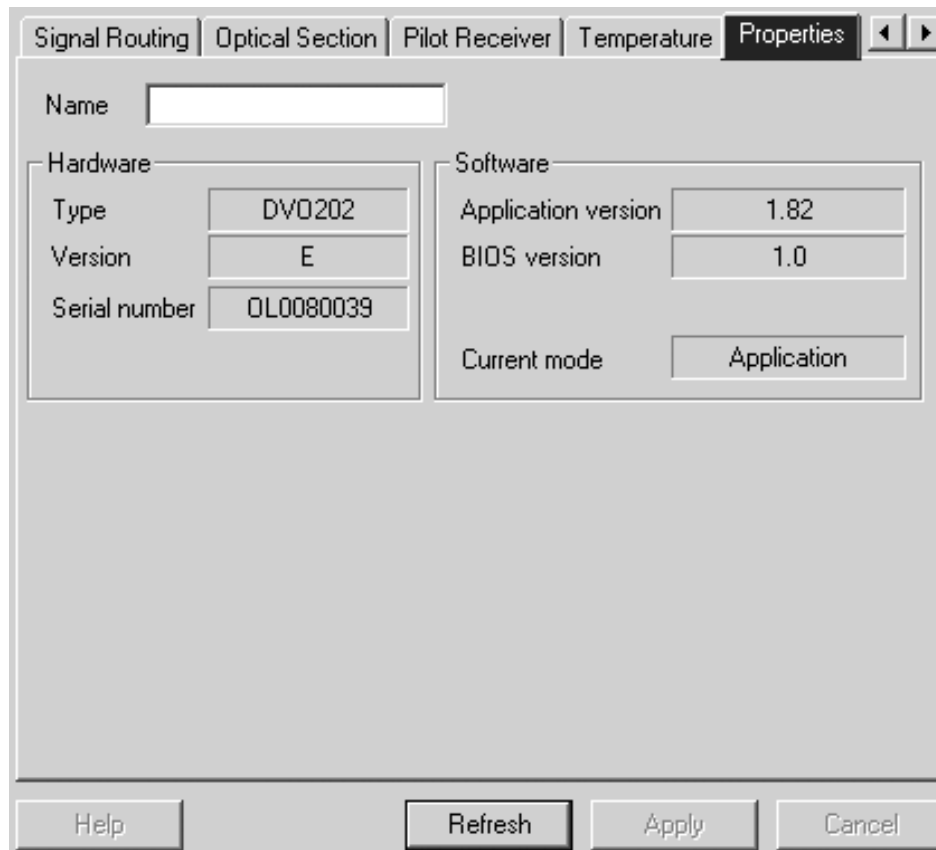 Signal Routing Optical Section Pilot Receiver Temperature Properties
Name
Hardware
Type DVO202
Version E
Serial number OL0080039
Software
Application version 1.82
BIOS version 1.0
Current mode Application
Help Refresh Apply Cancel